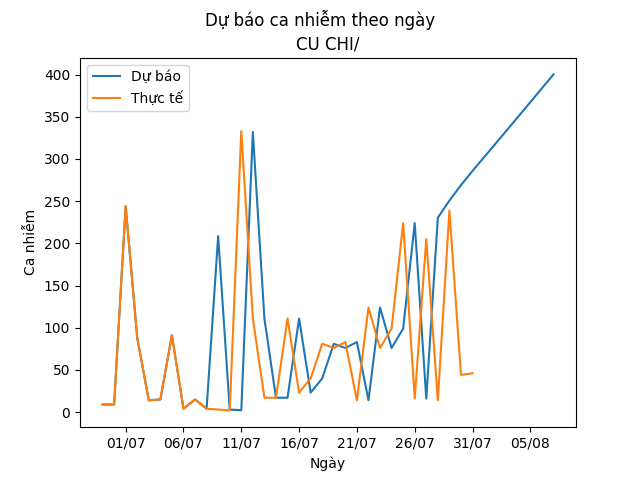 Dự báo ca nhiễm theo ngày
CU CHI/
Dự báo
Thực tế
Ca nhiễm
400
350
300
250
200
150
100
50
0
01/07 06/07 11/07 16/07 21/07 26/07 31/07 05/08
Ngày